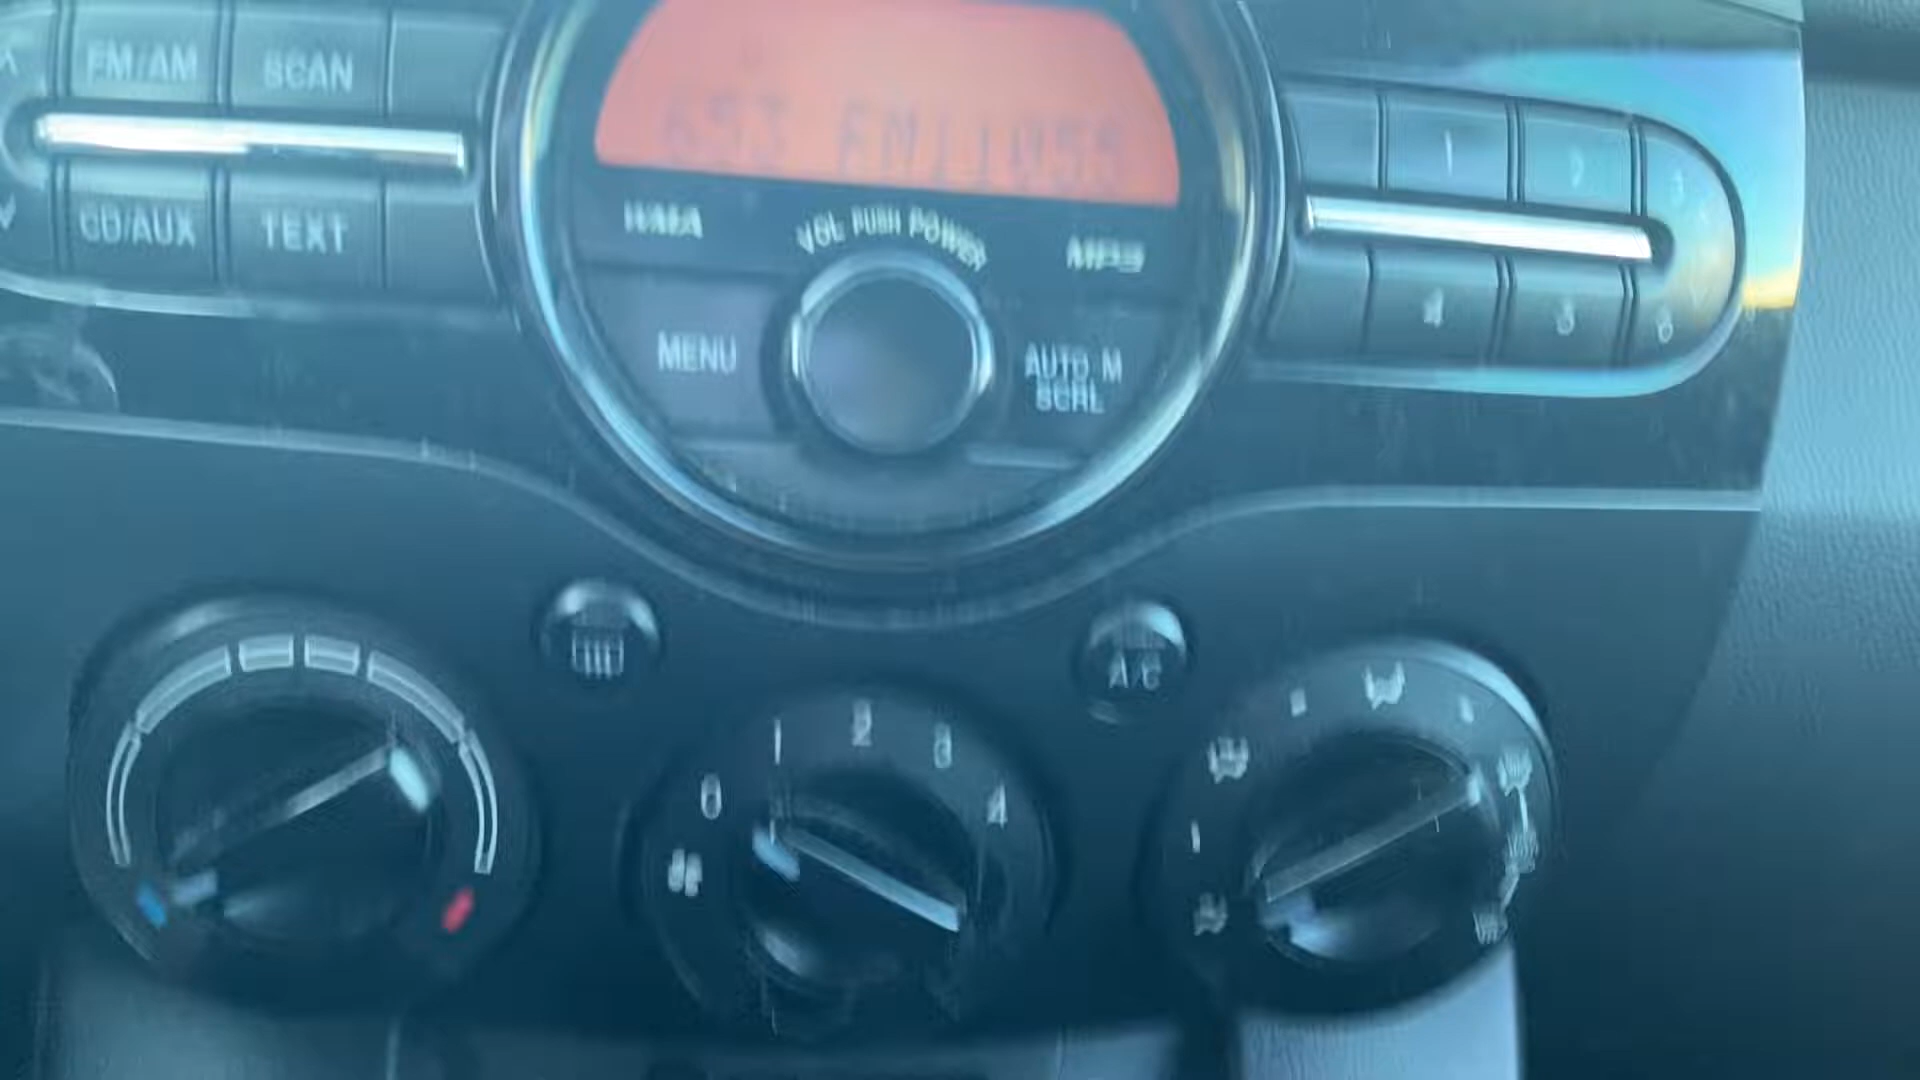 FM/AM SCAN
CD/AUX TEXT
WMA VOL PUSH POWER MP3
MENU AUTO.M
SCRL
1 2 3
4 5 6
A/C
0 1 2 3 4